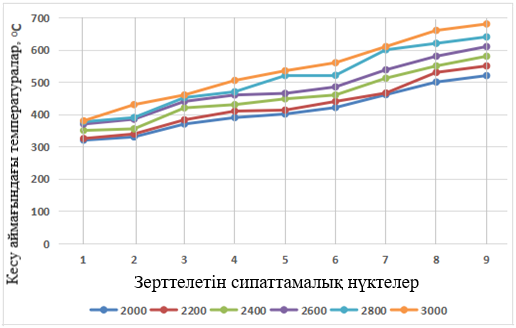 Кесу аймағындағы температуралар, °С
700
600
500
400
300
200
100
0
1 2 3 4 5 6 7 8 9
Зерттелетін сипаттамалық нүктелер
2000 2200 2400 2600 2800 3000